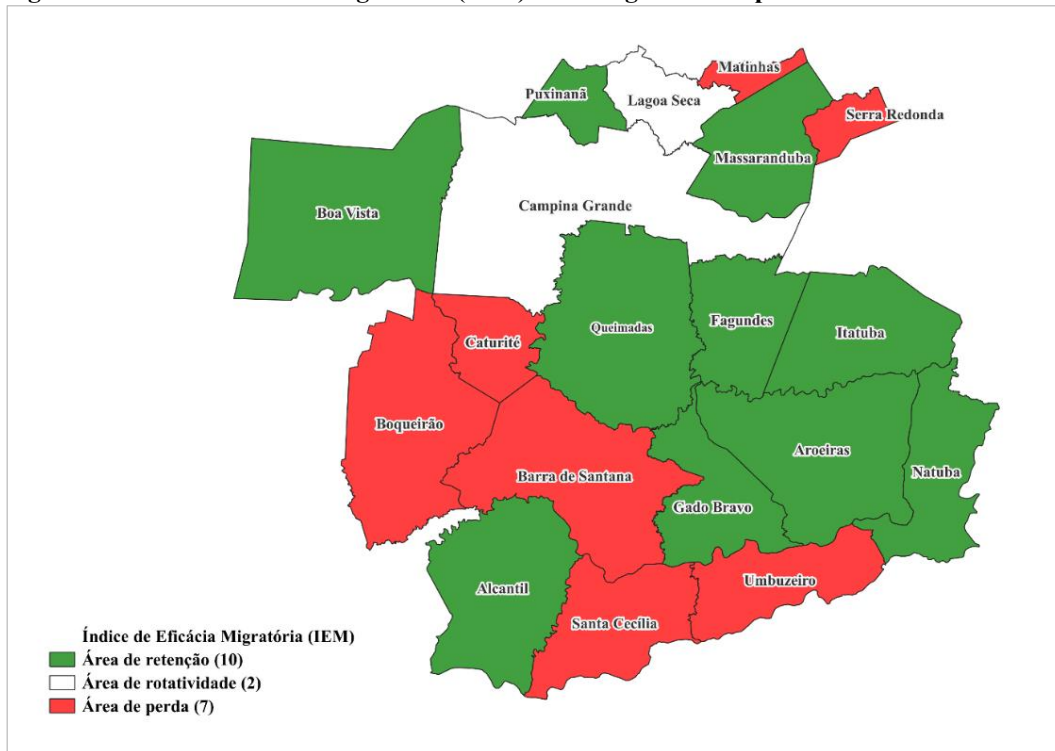 Matinhas
Puxinanã
Lagoa Seca
Serra Redonda
Massaranduba
Campina Grande
Boa Vista
Fagundes
Queimadas
Itatuba
Caturité
Boqueirão
Aroeiras
Natuba
Barra de Santana
Gado Bravo
Umbuzeiro
Alcantil
Santa Cecília
Índice de Eficácia Migratória (IEM)
Área de retenção (10)
Área de rotatividade (2)
Área de perda (7)